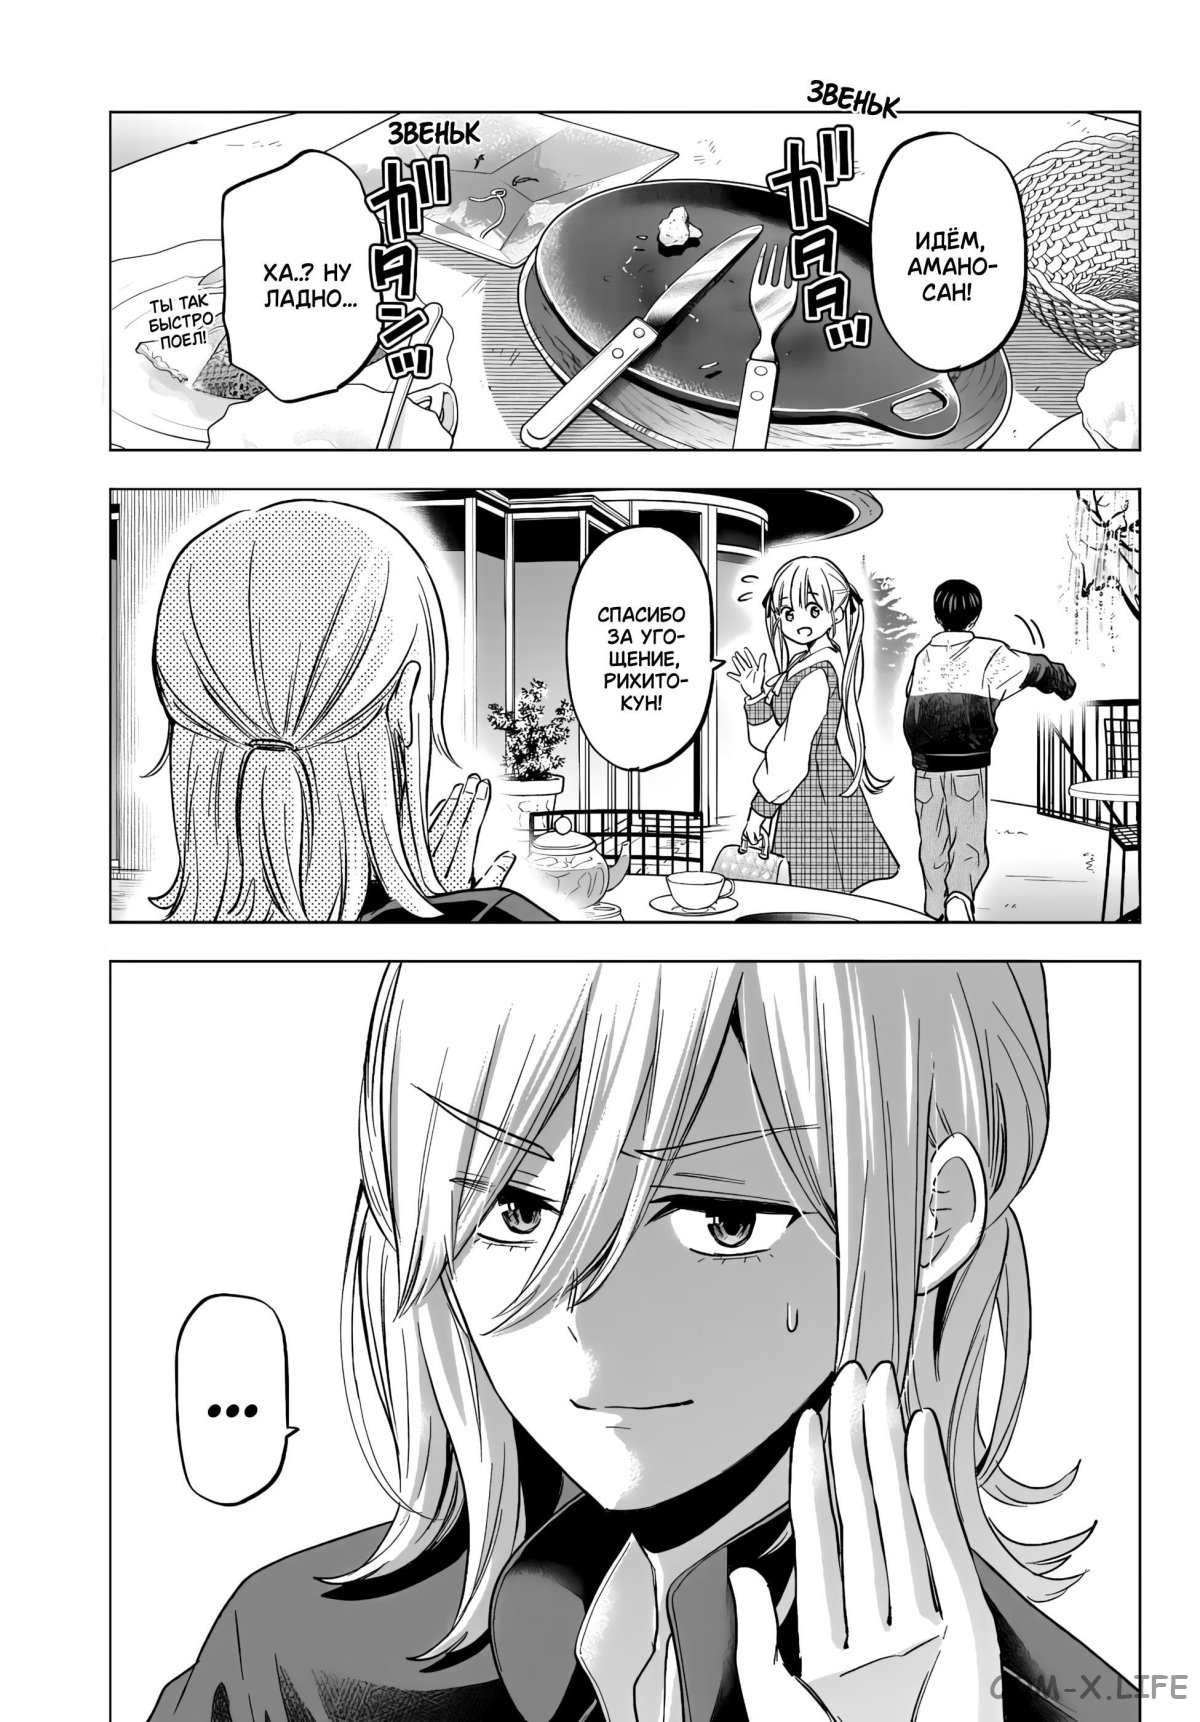 ЗВЕНЬК
ИДЁМ,
АМАНО-
САН!
ガタタッ
ЗВЕНЬК
ガタンッ
ХА..? НУ
ЛАДНО...
ТЫ ТАК
БЫСТРО
ПОЕЛ!
СПАСИБО
ЗА УГО-
ЩЕНИЕ,
РИХИТО-
КУН!
...
COM-X.LIFE